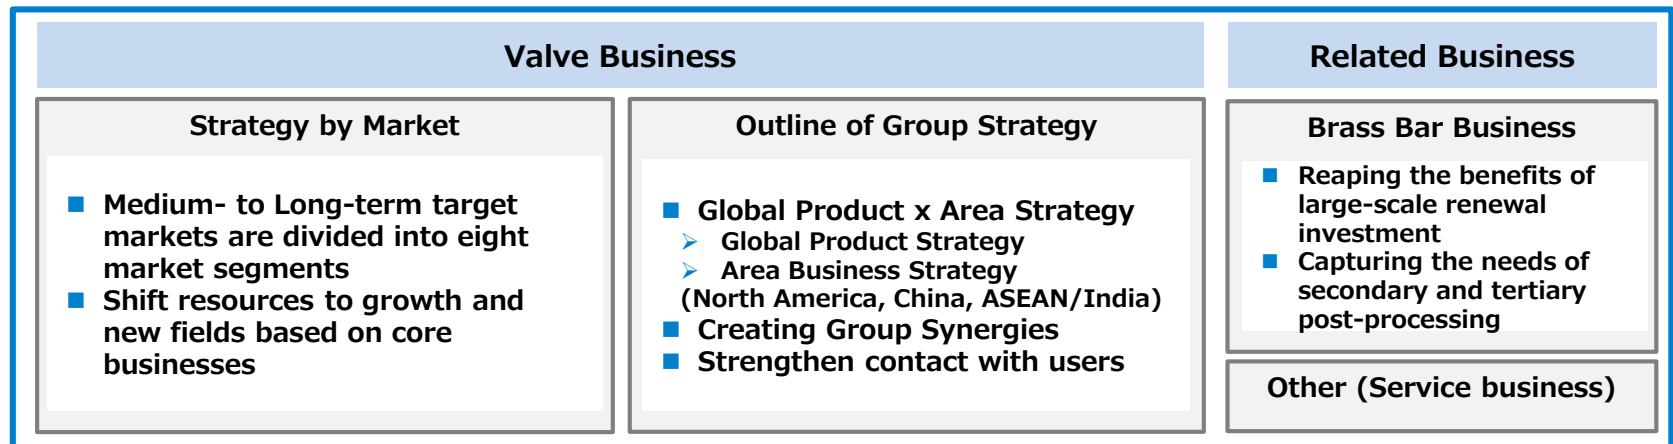 Valve Business
Strategy by Market
■ Medium- to Long-term target
markets are divided into eight
market segments
■ Shift resources to growth and
new fields based on core
businesses
Outline of Group Strategy
■ Global Product x Area Strategy
➢ Global Product Strategy
➢ Area Business Strategy
(North America, China, ASEAN/India)
■ Creating Group Synergies
■ Strengthen contact with users
Related Business
Brass Bar Business
■ Reaping the benefits of
large-scale renewal
investment
■ Capturing the needs of
secondary and tertiary
post-processing
Other (Service business)